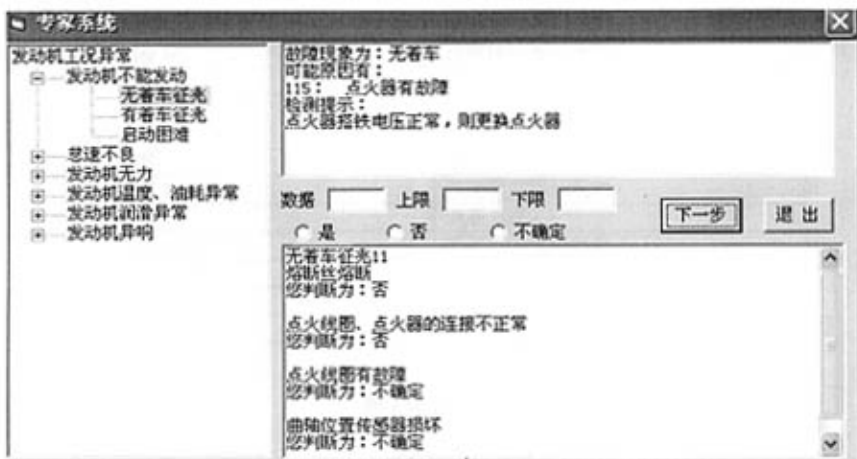 专家系统
发动机工况异常
发动机不能发动
无着车征兆
有着车征兆
启动困难
怠速不良
发动机无力
发动机温度、油耗异常
发动机润滑异常
发动机异响
故障现象为：无着车
可能原因有：
115： 点火器有故障
检测提示：
点火器搭铁电压正常，则更换点火器
数据 上限 下限
下一步 退 出
是 否 不确定
无着车征兆11
熔断丝熔断
您判断为：否
点火线圈、点火器的连接不正常
您判断为：否
点火线圈有故障
您判断为：不确定
曲轴位置传感器损坏
您判断为：不确定